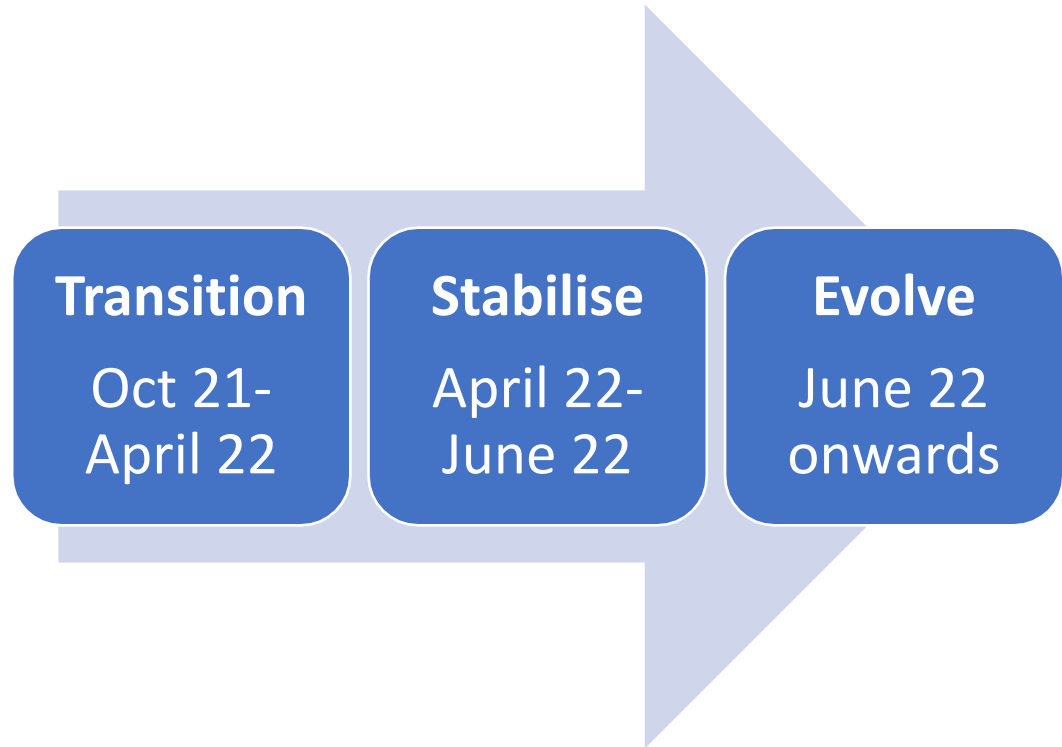 Transition
Oct 21-
April 22
Stabilise
April 22-
June 22
Evolve
June 22
onwards